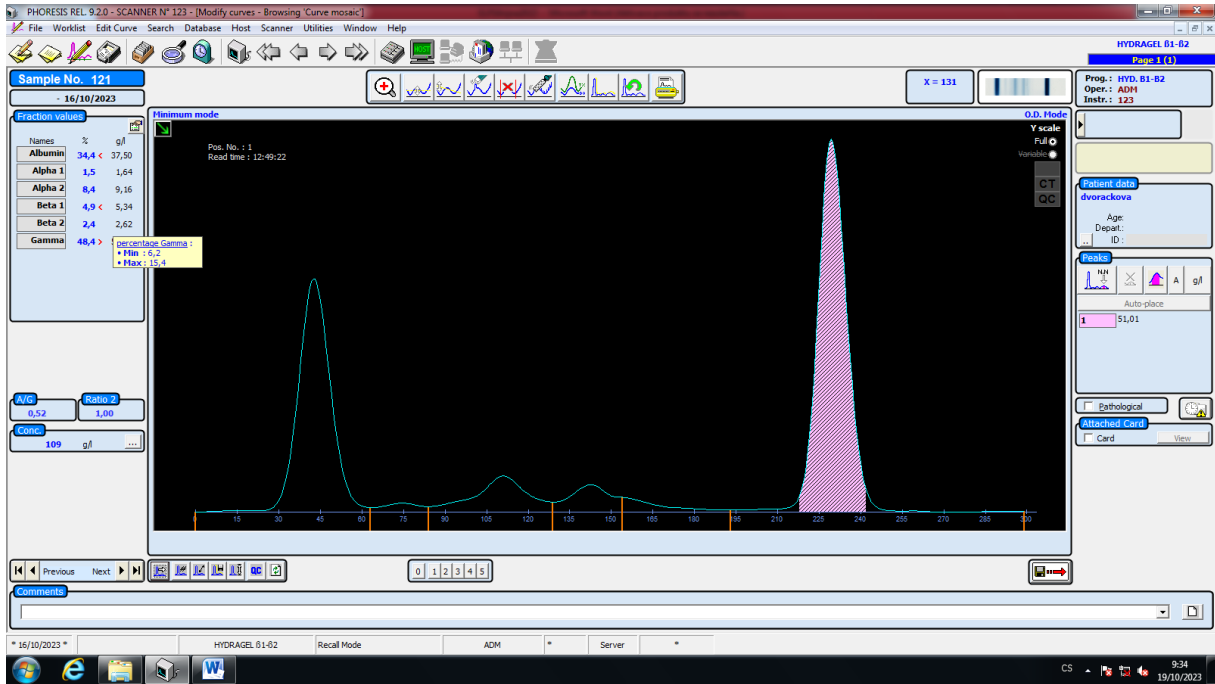 PHORESIS REL. 9.2.0 - SCANNER N° 123 - [Modify curves - Browsing 'Curve mosaic']
File Worklist Edit Curve Search Database Host Scanner Utilities Window Help
HOST
HYDRAGEL ß1-ß2
Page 1 (1)
Sample No. 121
- 16/10/2023
X = 131
Prog.: HYD. B1-B2
Oper.: ADM
Instr.: 123
Fraction values
Names % g/l
Albumin 34,4 < 37,50
Alpha 1 1,5 1,64
Alpha 2 8,4 9,16
Beta 1 4,9 < 5,34
Beta 2 2,4 2,62
Gamma 48,4 >
percentage Gamma :
• Min : 6,2
• Max : 15,4
A/G
0,52
Ratio 2
1,00
Conc.
109 g/l ...
Minimum mode
O.D. Mode
Pos. No. : 1
Read time : 12:49:22
Y scale
Full
Variable
CT
QC
0 15 30 45 60 75 90 105 120 135 150 165 180 195 210 225 240 255 270 285 300
Patient data
dvorackova
Age:
Depart.:
... ID :
Peaks
N.N A g/l
Auto-place
1 51,01
Pathological
Attached Card
Card View
Previous Next
QC
0 1 2 3 4 5
Comments
* 16/10/2023 * HYDRAGEL ß1-ß2 Recall Mode ADM * Server *
CS 9:34
19/10/2023